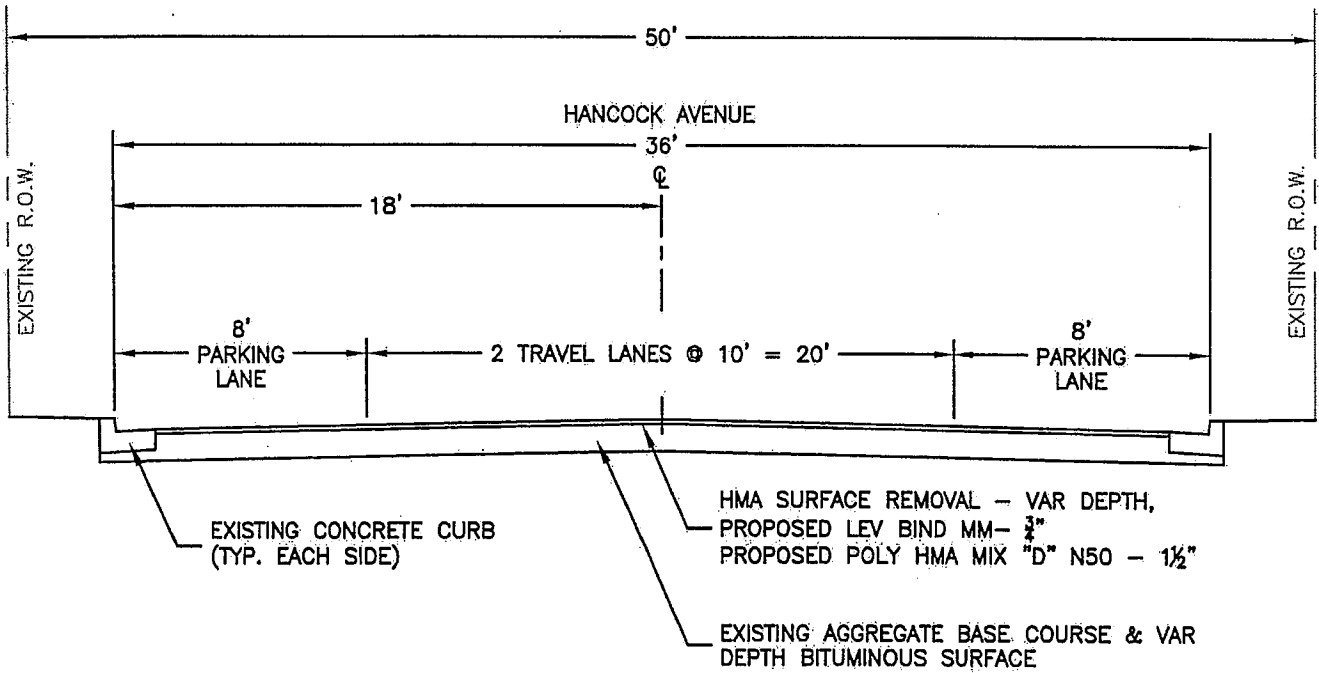 50'
HANCOCK AVENUE
36'
℄
18'
EXISTING R.O.W.
EXISTING R.O.W.
8'
PARKING
LANE
2 TRAVEL LANES @ 10' = 20'
8'
PARKING
LANE
EXISTING CONCRETE CURB
(TYP. EACH SIDE)
HMA SURFACE REMOVAL – VAR DEPTH,
PROPOSED LEV BIND MM– ¾"
PROPOSED POLY HMA MIX "D" N50 – 1½"
EXISTING AGGREGATE BASE COURSE & VAR
DEPTH BITUMINOUS SURFACE